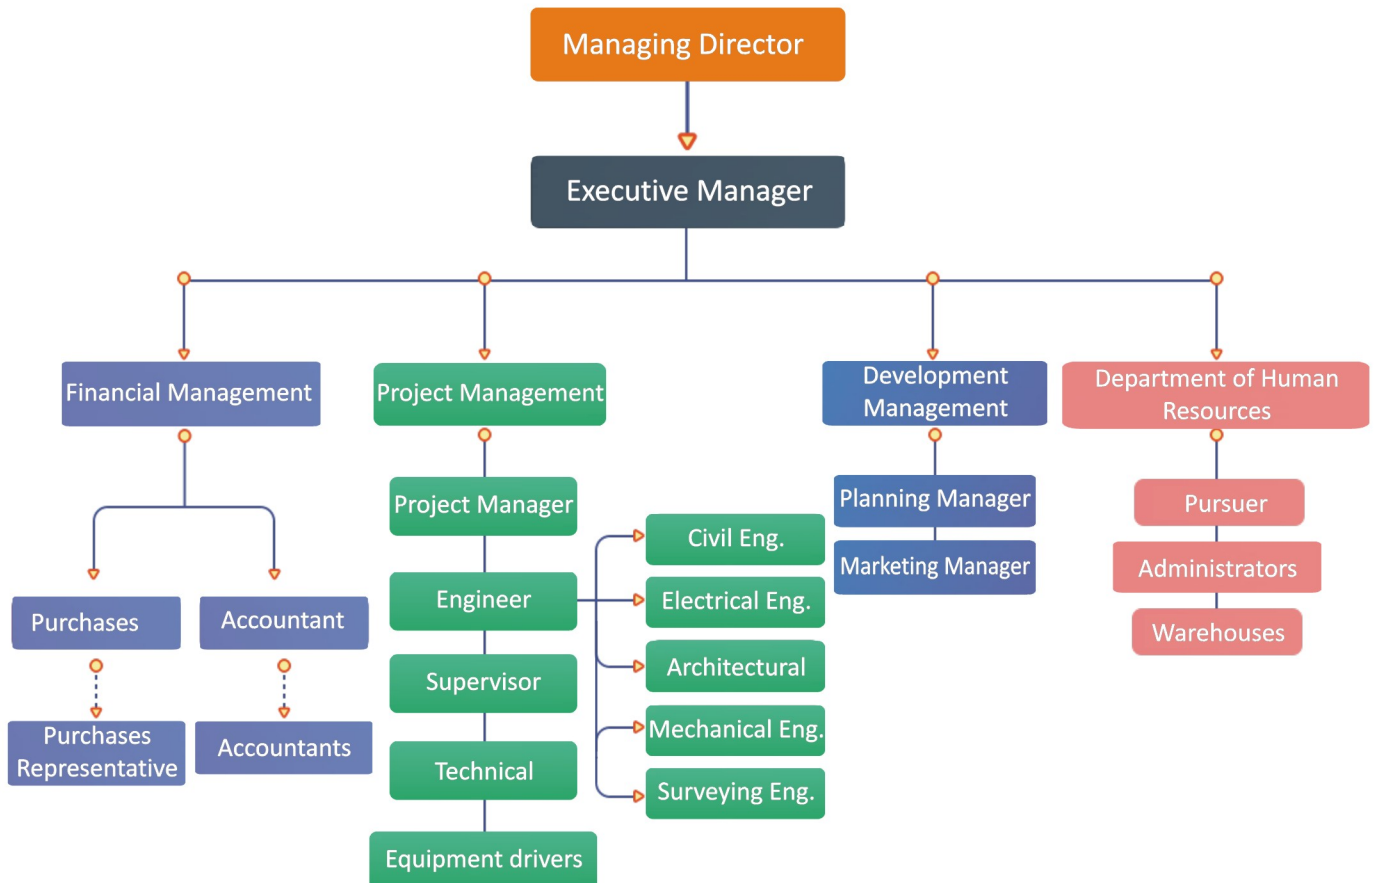 Managing Director
Executive Manager
Financial Management
Project Management
Development
Management
Department of Human
Resources
Project Manager
Planning Manager
Pursuer
Civil Eng.
Marketing Manager
Administrators
Engineer
Electrical Eng.
Purchases
Accountant
Warehouses
Architectural
Supervisor
Mechanical Eng.
Purchases
Representative
Accountants
Technical
Surveying Eng.
Equipment drivers